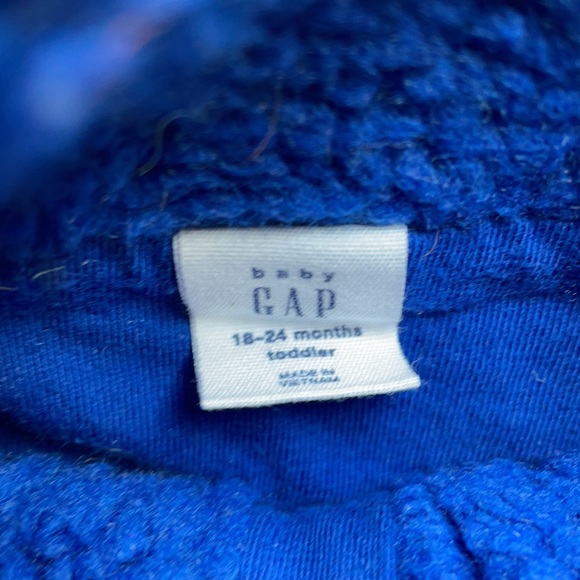 baby
GAP
18-24 months
toddler
MADE IN
VIETNAM